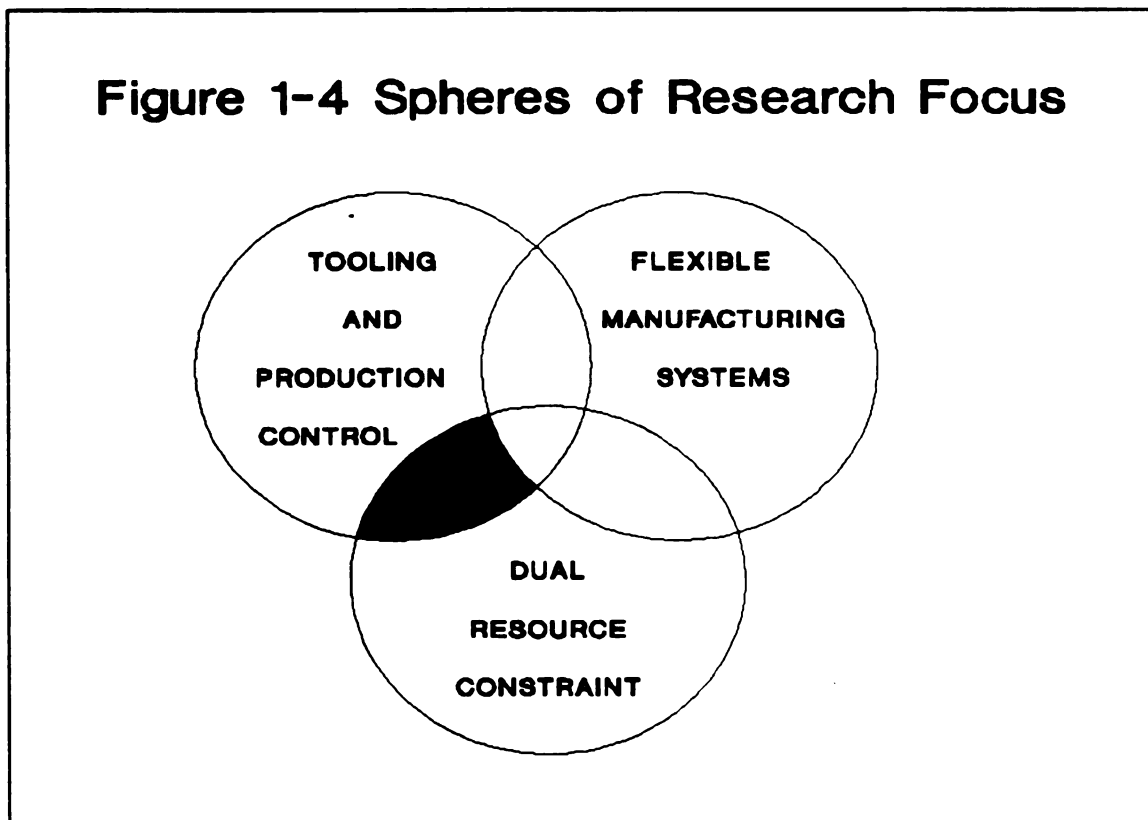 Figure 1-4 Spheres of Research Focus
TOOLING
AND
PRODUCTION
CONTROL
FLEXIBLE
MANUFACTURING
SYSTEMS
DUAL
RESOURCE
CONSTRAINT